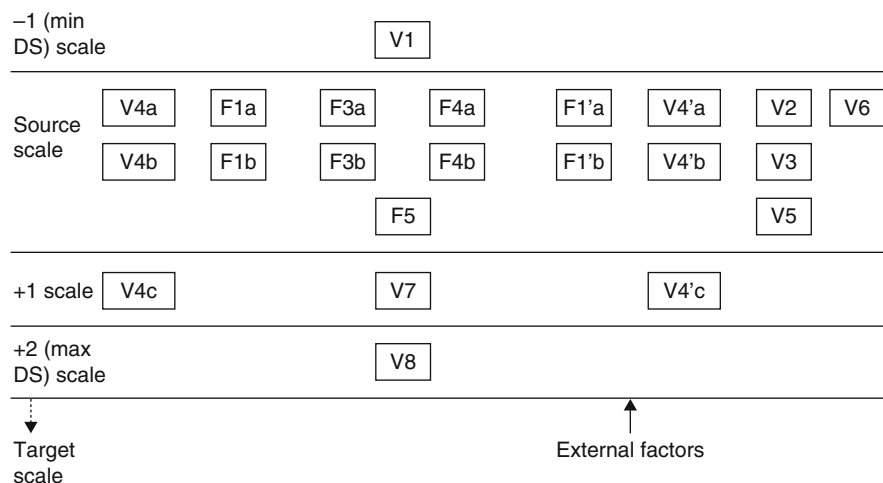 –1 (min
DS) scale
V1
V4a F1a F3a F4a F1'a V4'a V2 V6
Source
scale
V4b F1b F3b F4b F1'b V4'b V3
F5 V5
+1 scale V4c V7 V4'c
+2 (max
DS) scale
V8
Target
scale
External factors